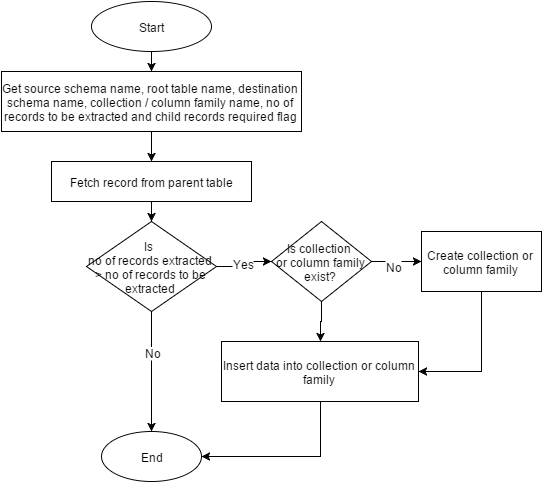 Start
Get source schema name, root table name, destination
schema name, collection / column family name, no of
records to be extracted and child records required flag
Fetch record from parent table
Is
no of records extracted
> no of records to be
extracted
Yes
Is collection
or column family
exist?
No
Create collection or
column family
No
Insert data into collection or column
family
End